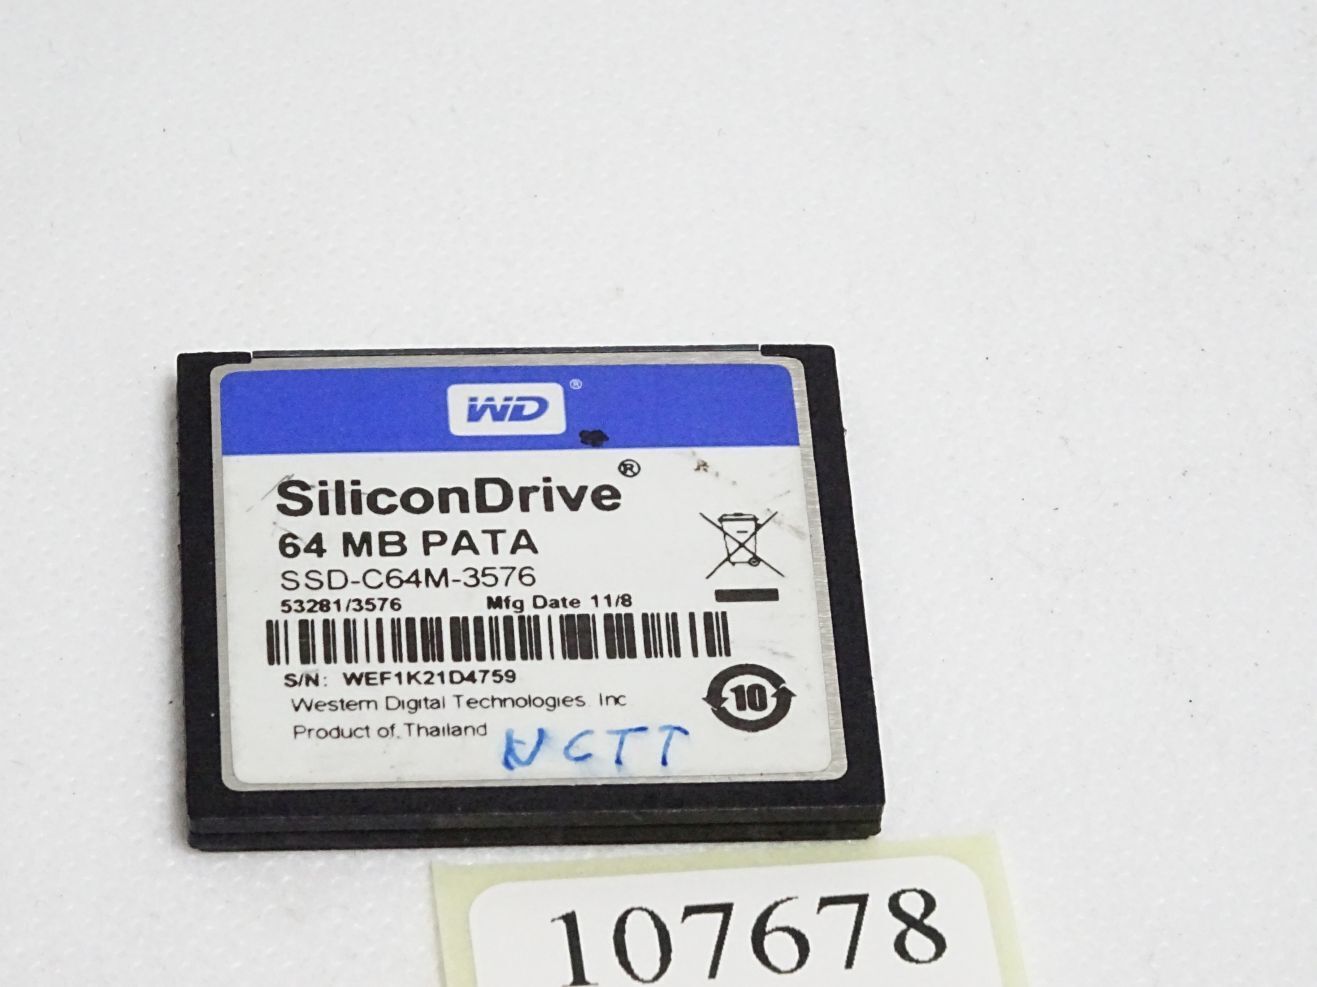 WD®
SiliconDrive®
64 MB PATA
SSD-C64M-3576
53281/3576 Mfg Date 11/8
S/N: WEF1K21D4759
10
Western Digital Technologies Inc
Product of Thailand
NCTT
107678